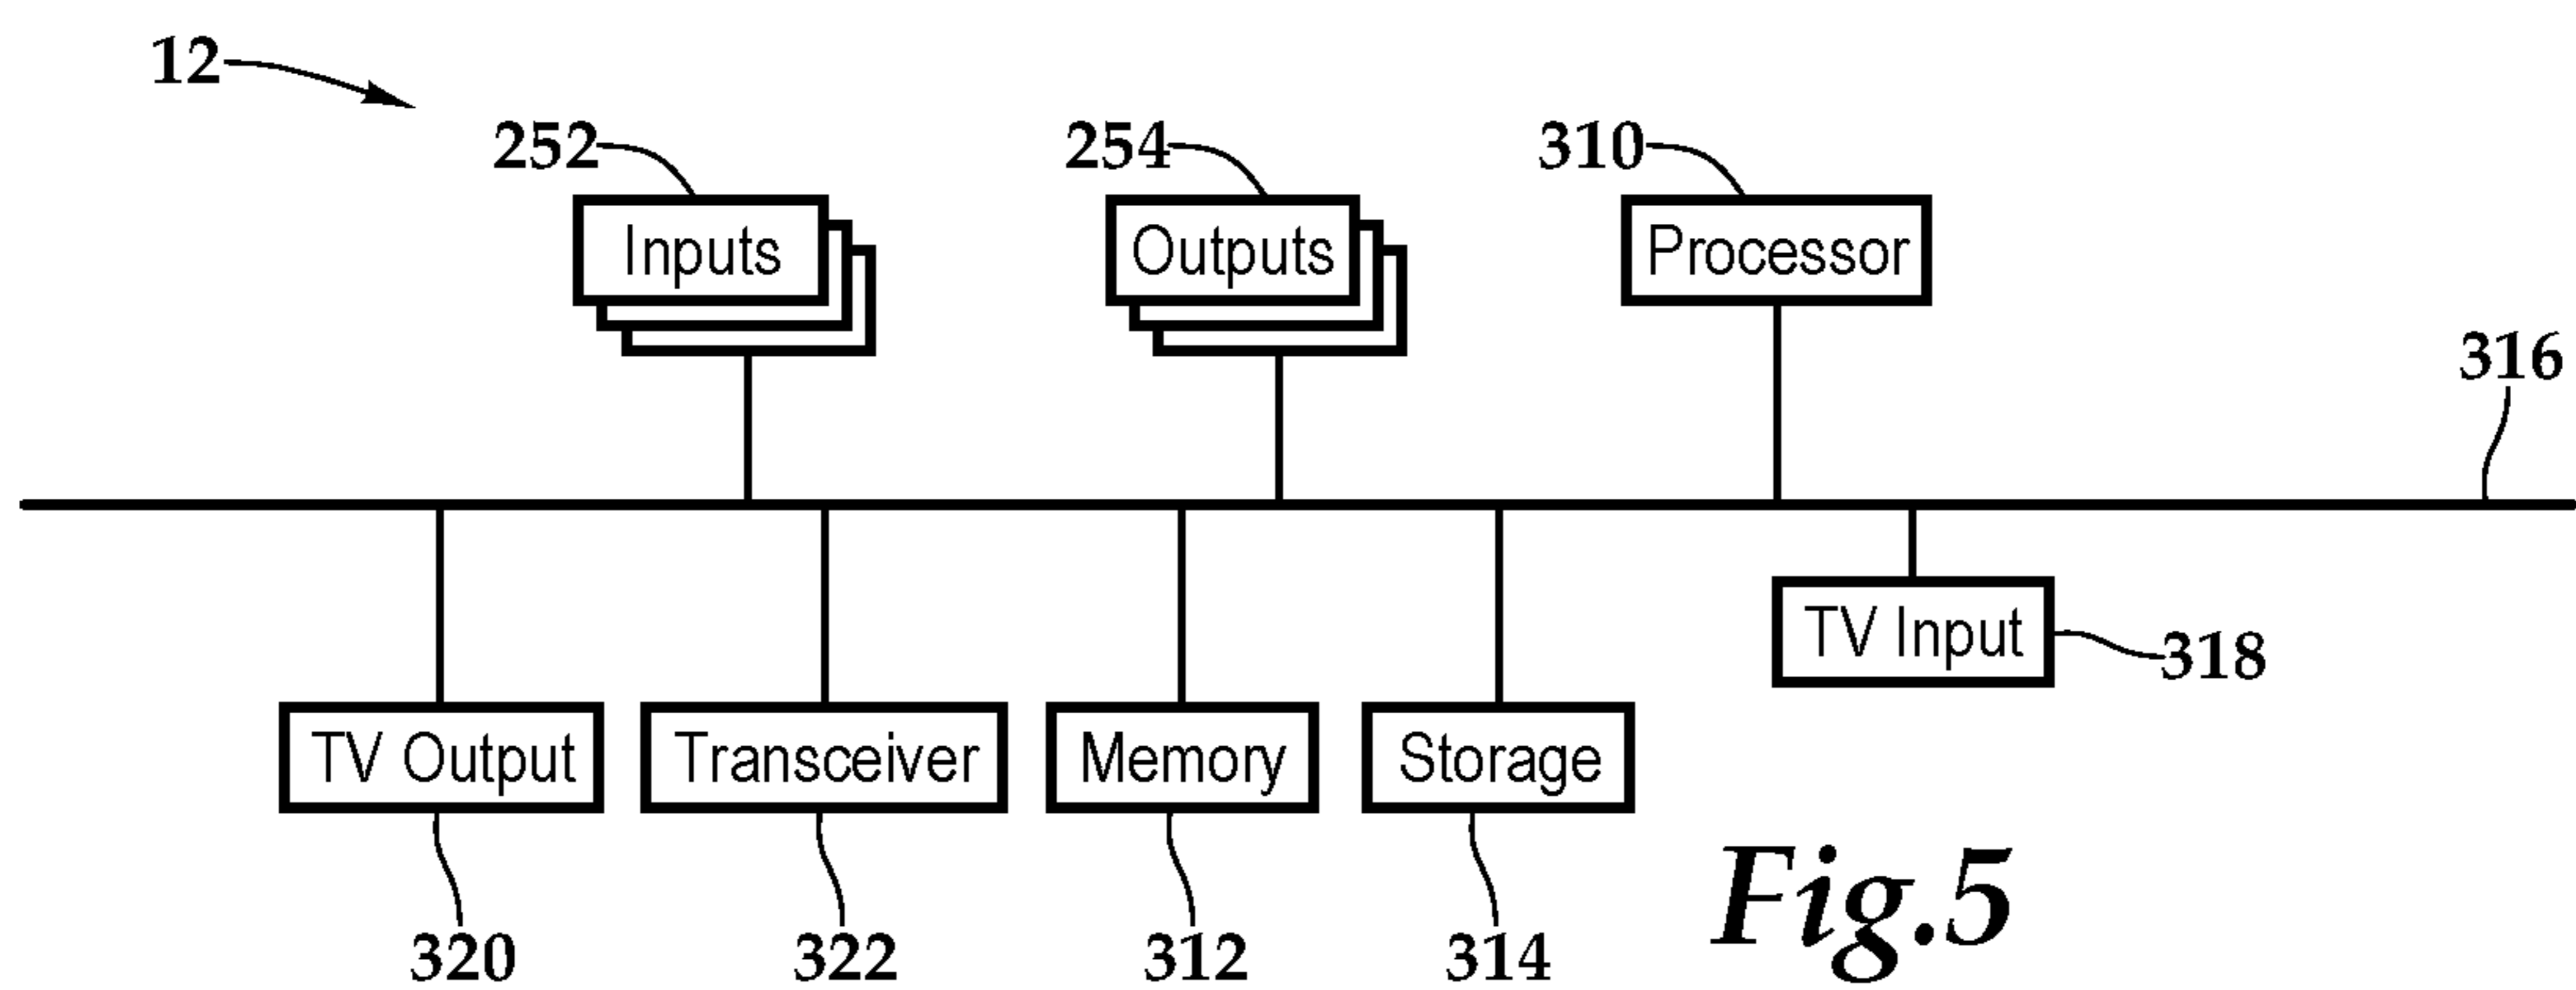 12
252
254
310
Inputs
Outputs
Processor
316
TV Input
318
TV Output
Transceiver
Memory
Storage
320
322
312
314
Fig.5